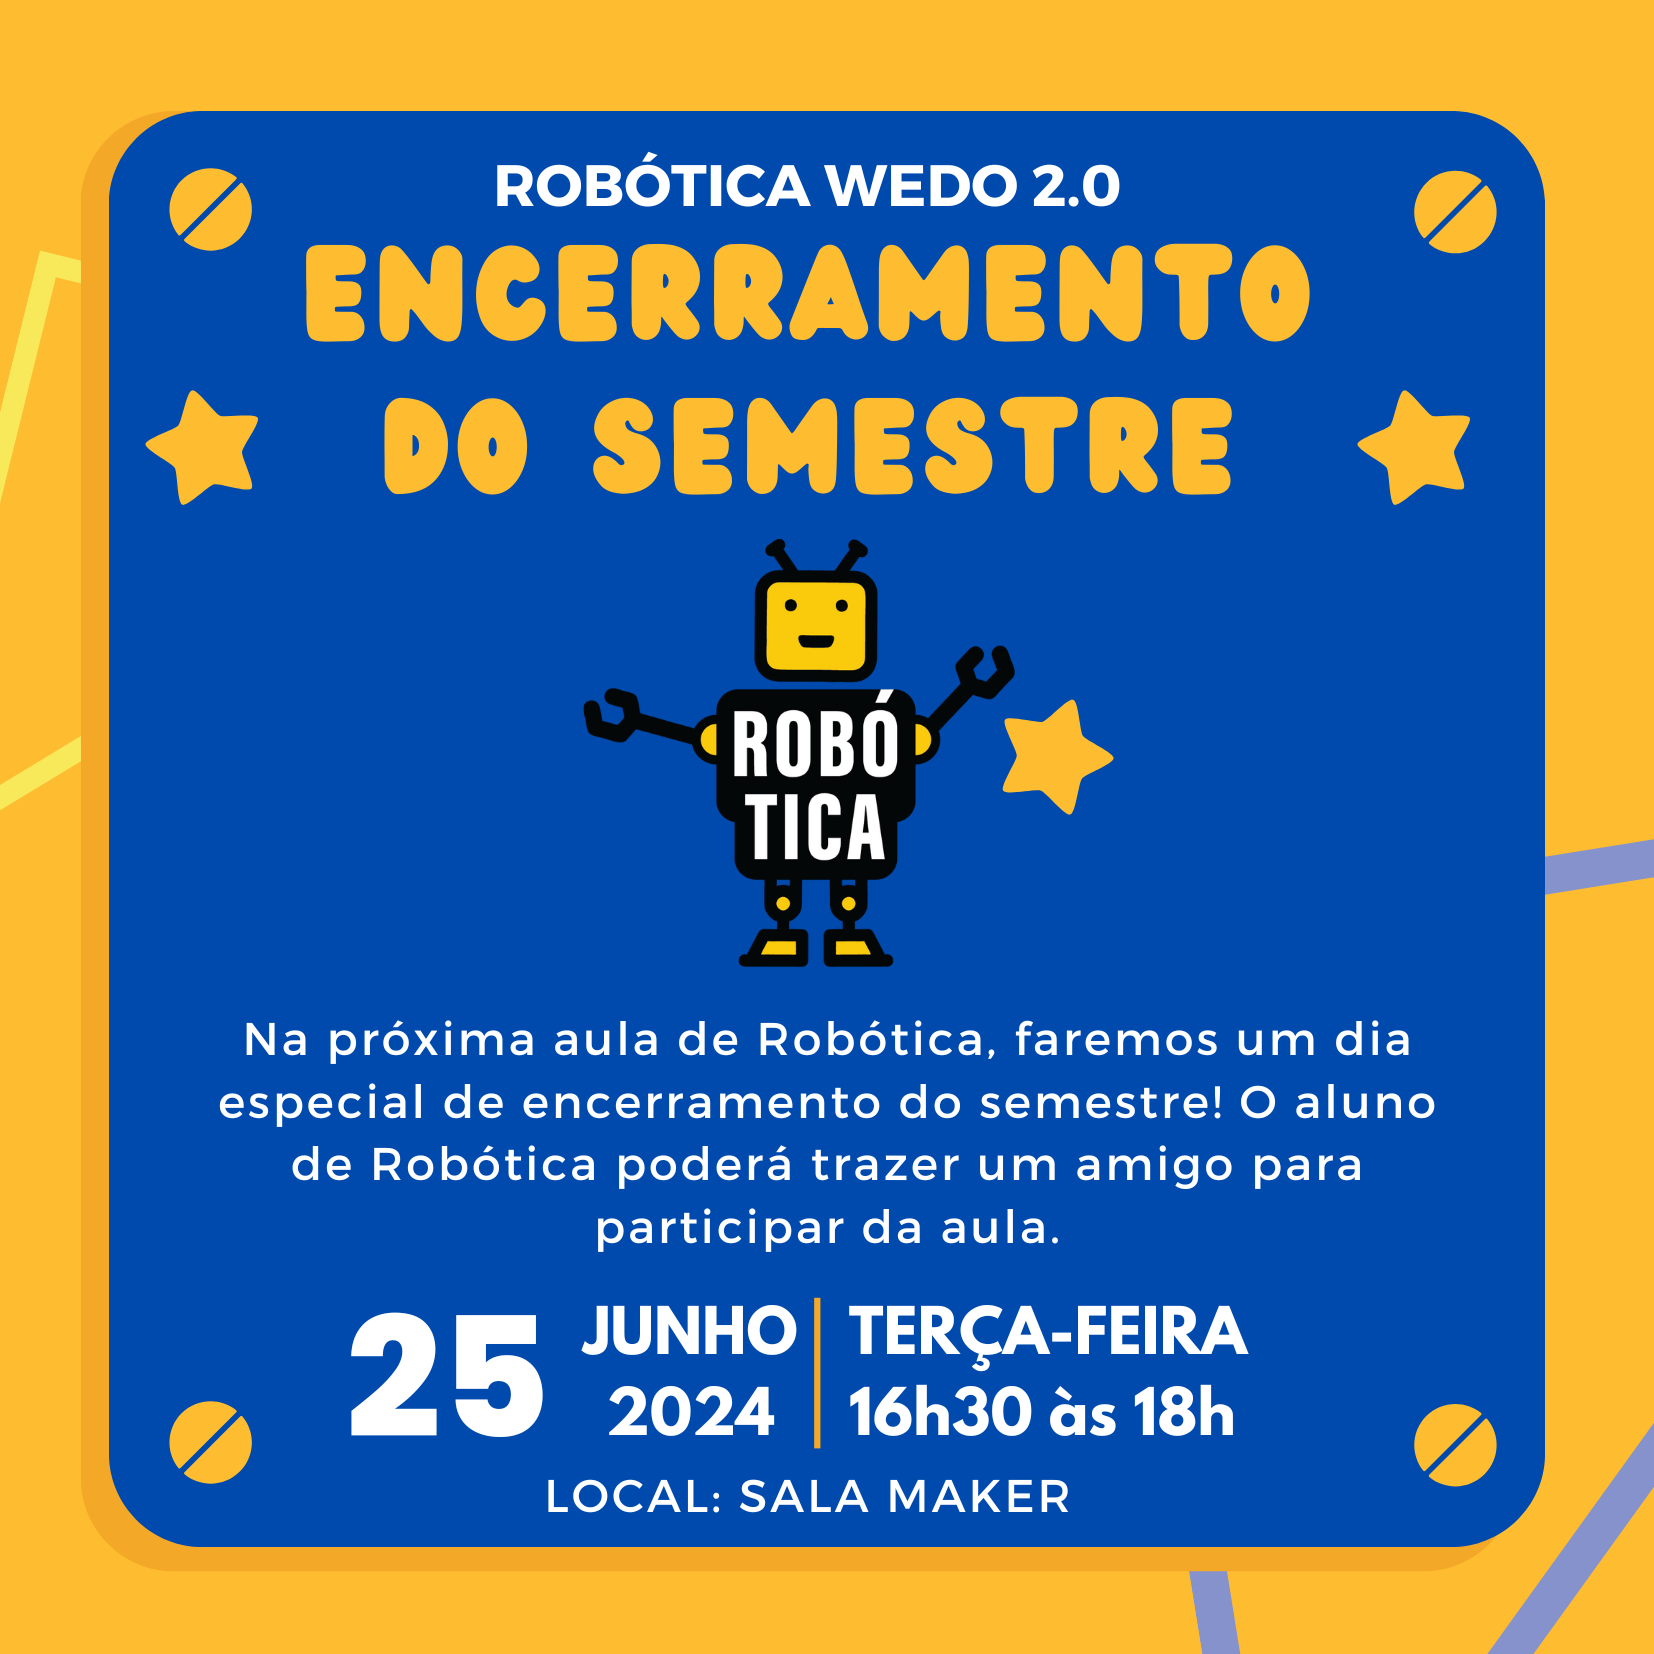 ROBÓTICA WEDO 2.0
ENCERRAMENTO
DO SEMESTRE
ROBÓ
TICA
Na próxima aula de Robótica, faremos um dia
especial de encerramento do semestre! O aluno
de Robótica poderá trazer um amigo para
participar da aula.
25
JUNHO
2024
TERÇA-FEIRA
16h30 às 18h
LOCAL: SALA MAKER